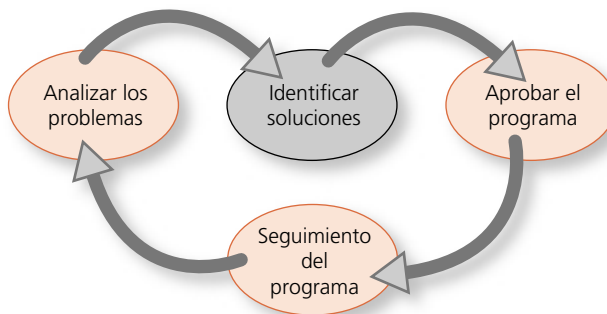 Analizar los
problemas
Identificar
soluciones
Aprobar el
programa
Seguimiento
del
programa